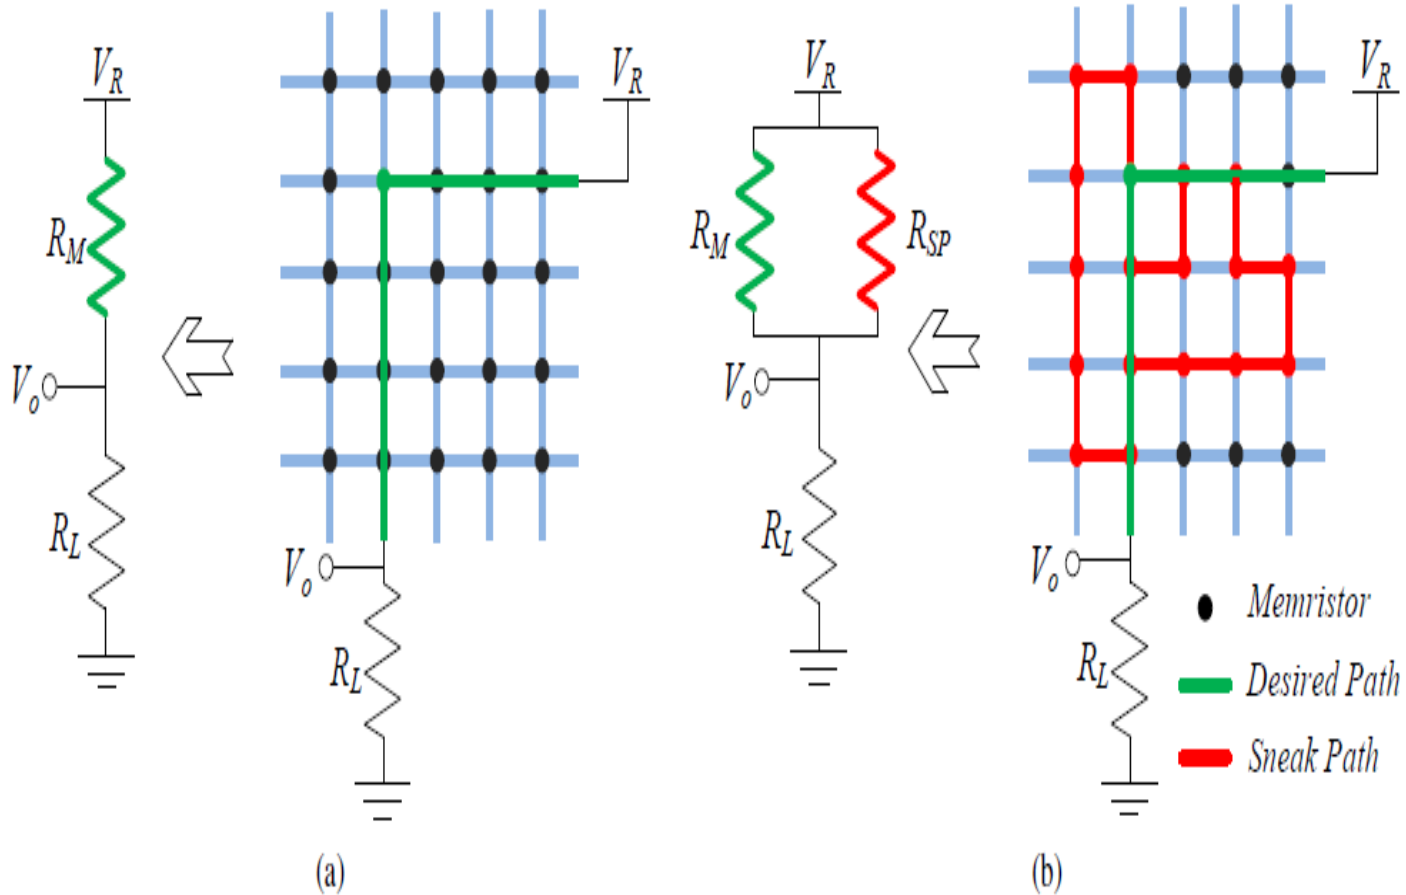 V_R
R_M
V_o
R_L
V_R
V_o
R_L
(a)
V_R
R_M
R_SP
V_o
R_L
V_R
V_o
R_L
Memristor
Desired Path
Sneak Path
(b)